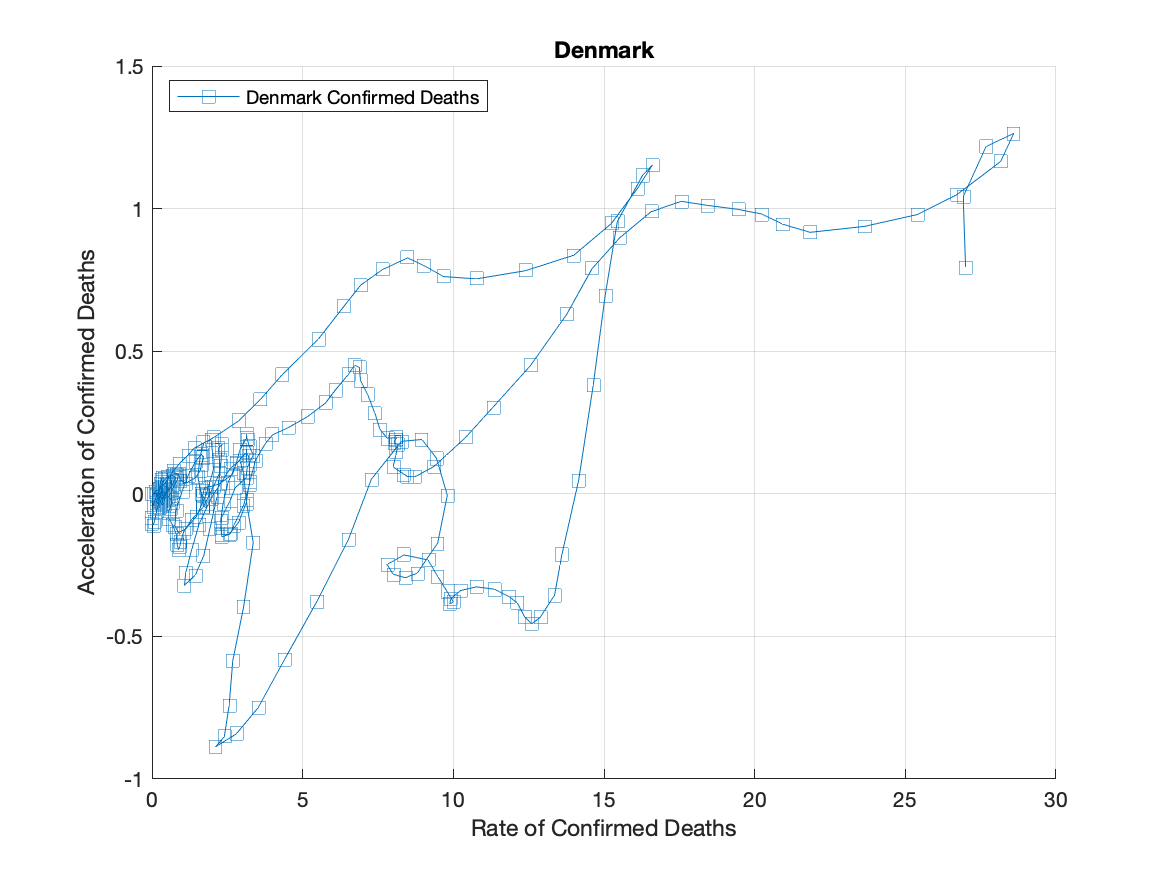 Denmark
Denmark Confirmed Deaths
1.5
1
0.5
0
-0.5
-1
Acceleration of Confirmed Deaths
0 5 10 15 20 25 30
Rate of Confirmed Deaths